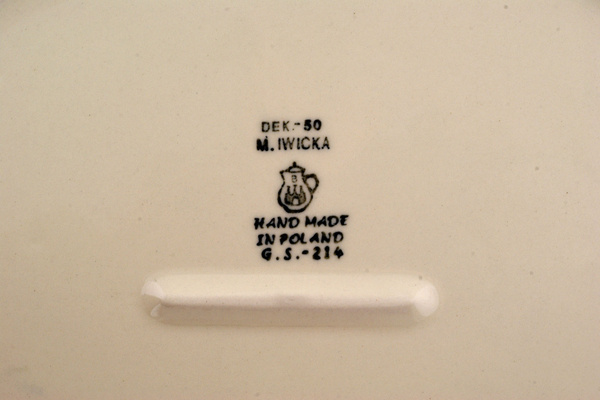 DEK.-50
M. IWICKA
B
HAND MADE
IN POLAND
G.S.-214